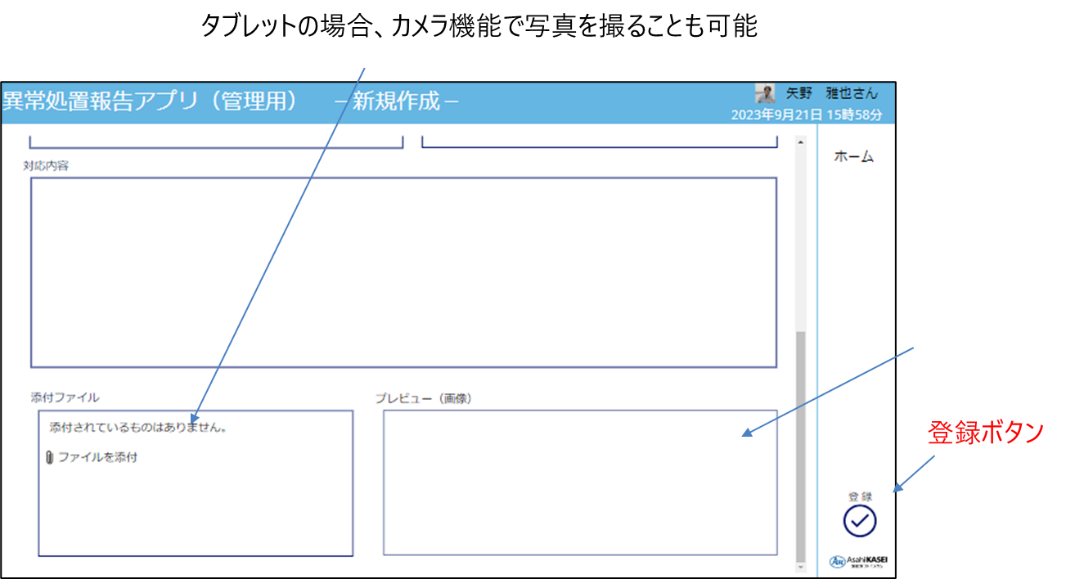 タブレットの場合、カメラ機能で写真を撮ることも可能
異常処置報告アプリ（管理用）　－新規作成－
矢野　雅也さん
2023年9月21日 15時58分
ホーム
対応内容
添付ファイル
プレビュー（画像）
添付されているものはありません。
ファイルを添付
登録ボタン
登録
AsahiKASEI